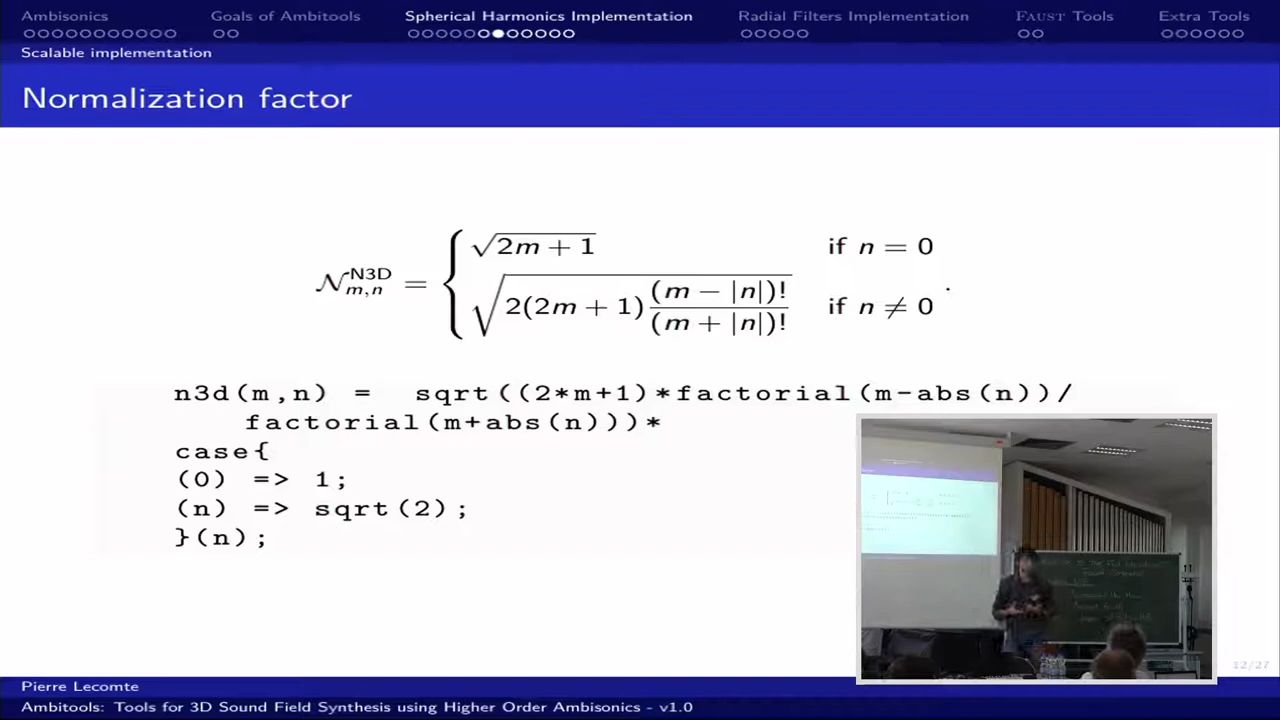 Ambisonics Goals of Ambitools Spherical Harmonics Implementation Radial Filters Implementation FAUST Tools Extra Tools
Scalable implementation
Normalization factor
𝒩_{m,n}^{N3D} = { √(2m + 1) if n = 0
√(2(2m + 1) (m − |n|)! / (m + |n|)!) if n ≠ 0 .
n3d(m,n) = sqrt((2*m+1)*factorial(m-abs(n))/
factorial(m+abs(n)))*
case{
(0) => 1;
(n) => sqrt(2);
}(n);
12/27
Pierre Lecomte
Ambitools: Tools for 3D Sound Field Synthesis using Higher Order Ambisonics - v1.0